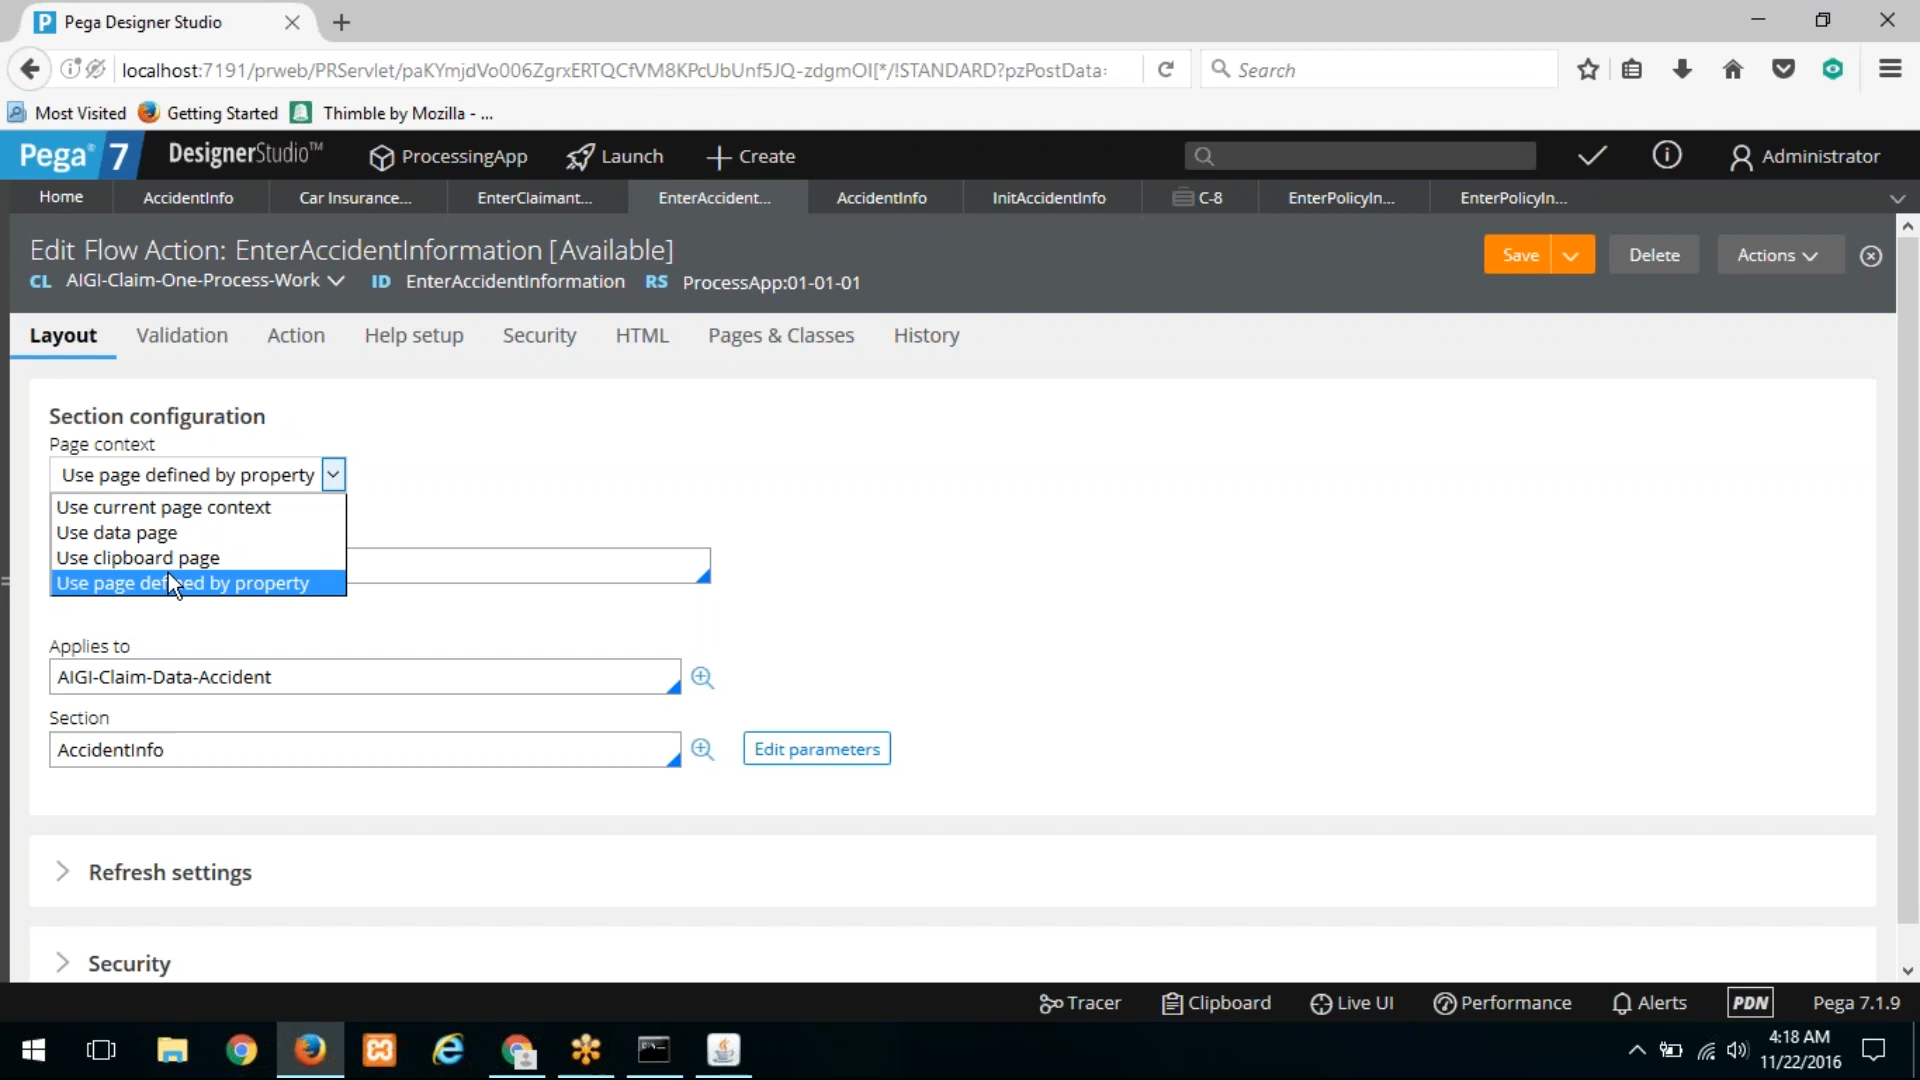 Pega Designer Studio
localhost:7191/prweb/PRServlet/paKYmjdVo006ZgrxERTQCfVM8KPcUbUnf5JQ-zdgmOI[*/!STANDARD?pzPostData:
Search
Most Visited Getting Started Thimble by Mozilla - ...
Pega 7 DesignerStudio™ ProcessingApp Launch Create Administrator
Home AccidentInfo Car Insurance... EnterClaimant... EnterAccident... AccidentInfo InitAccidentInfo C-8 EnterPolicyIn... EnterPolicyIn...
Edit Flow Action: EnterAccidentInformation [Available]
Save Delete Actions
CL AIGI-Claim-One-Process-Work ID EnterAccidentInformation RS ProcessApp:01-01-01
Layout Validation Action Help setup Security HTML Pages & Classes History
Section configuration
Page context
Use page defined by property
Use current page context
Use data page
Use clipboard page
Use page defined by property
Applies to
AIGI-Claim-Data-Accident
Section
AccidentInfo
Edit parameters
Refresh settings
Security
Tracer Clipboard Live UI Performance Alerts PDN Pega 7.1.9
4:18 AM
11/22/2016